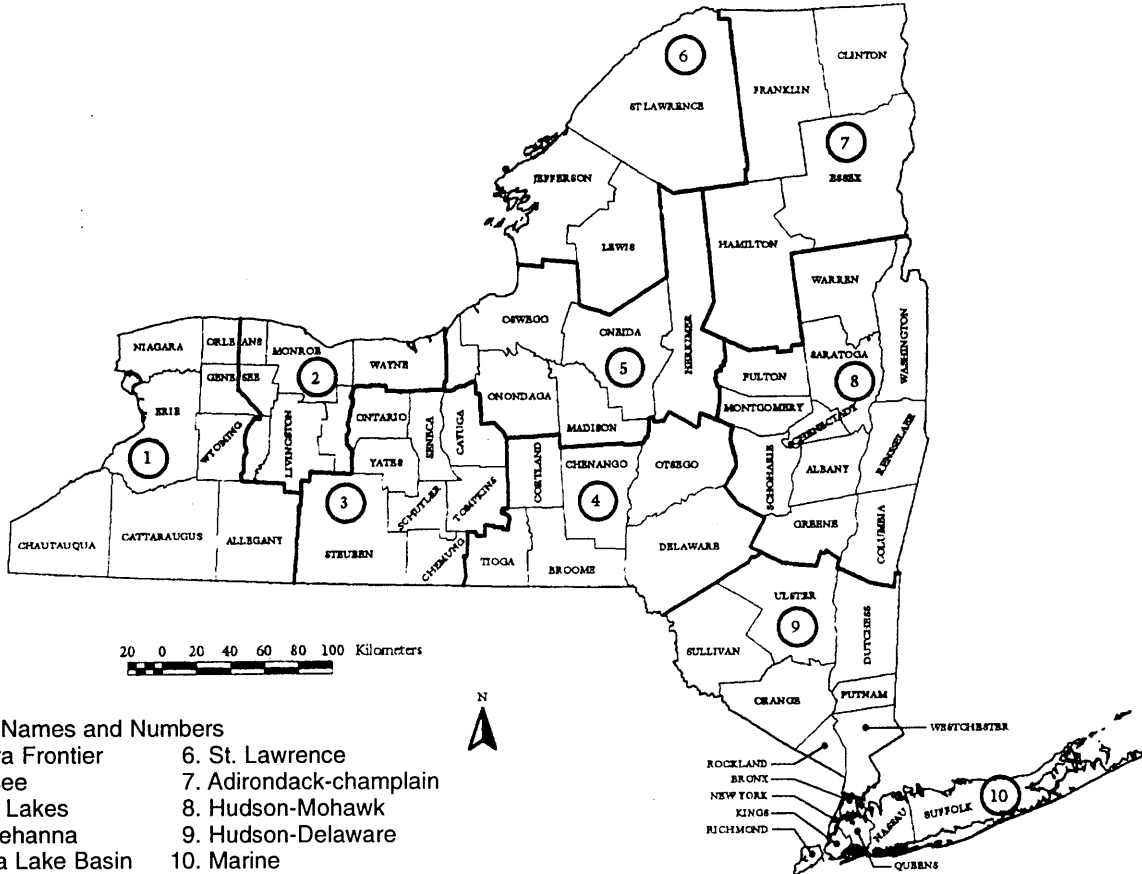 6
CLINTON
FRANKLIN
ST LAWRENCE
7
ESSEX
JEFFERSON
LEWIS
HAMILTON
WARREN
WASHINGTON
OSWEGO
ONEIDA
HERKIMER
NIAGARA
ORLEANS
MONROE
WAYNE
SARATOGA
GENESEE
2
5
FULTON
8
ERIE
ONTARIO
SENECA
CAYUGA
ONONDAGA
MADISON
MONTGOMERY
SCHENECTADY
WYOMING
LIVINGSTON
1
YATES
CORTLAND
CHENANGO
OTSEGO
SCHOHARIE
ALBANY
RENSSELAER
3
SCHUYLER
TOMPKINS
4
GREENE
COLUMBIA
CHAUTAUQUA
CATTARAUGUS
ALLEGANY
STEUBEN
CHEMUNG
TIOGA
BROOME
DELAWARE
ULSTER
9
DUTCHESS
SULLIVAN
20 0 20 40 60 80 100 Kilometers
ORANGE
PUTNAM
N
WESTCHESTER
ROCKLAND
BRONX
NEW YORK
KINGS
RICHMOND
NASSAU
SUFFOLK
10
QUEENS
Names and Numbers
Frontier 6. St. Lawrence
7. Adirondack-champlain
Lakes 8. Hudson-Mohawk
9. Hudson-Delaware
Lake Basin 10. Marine